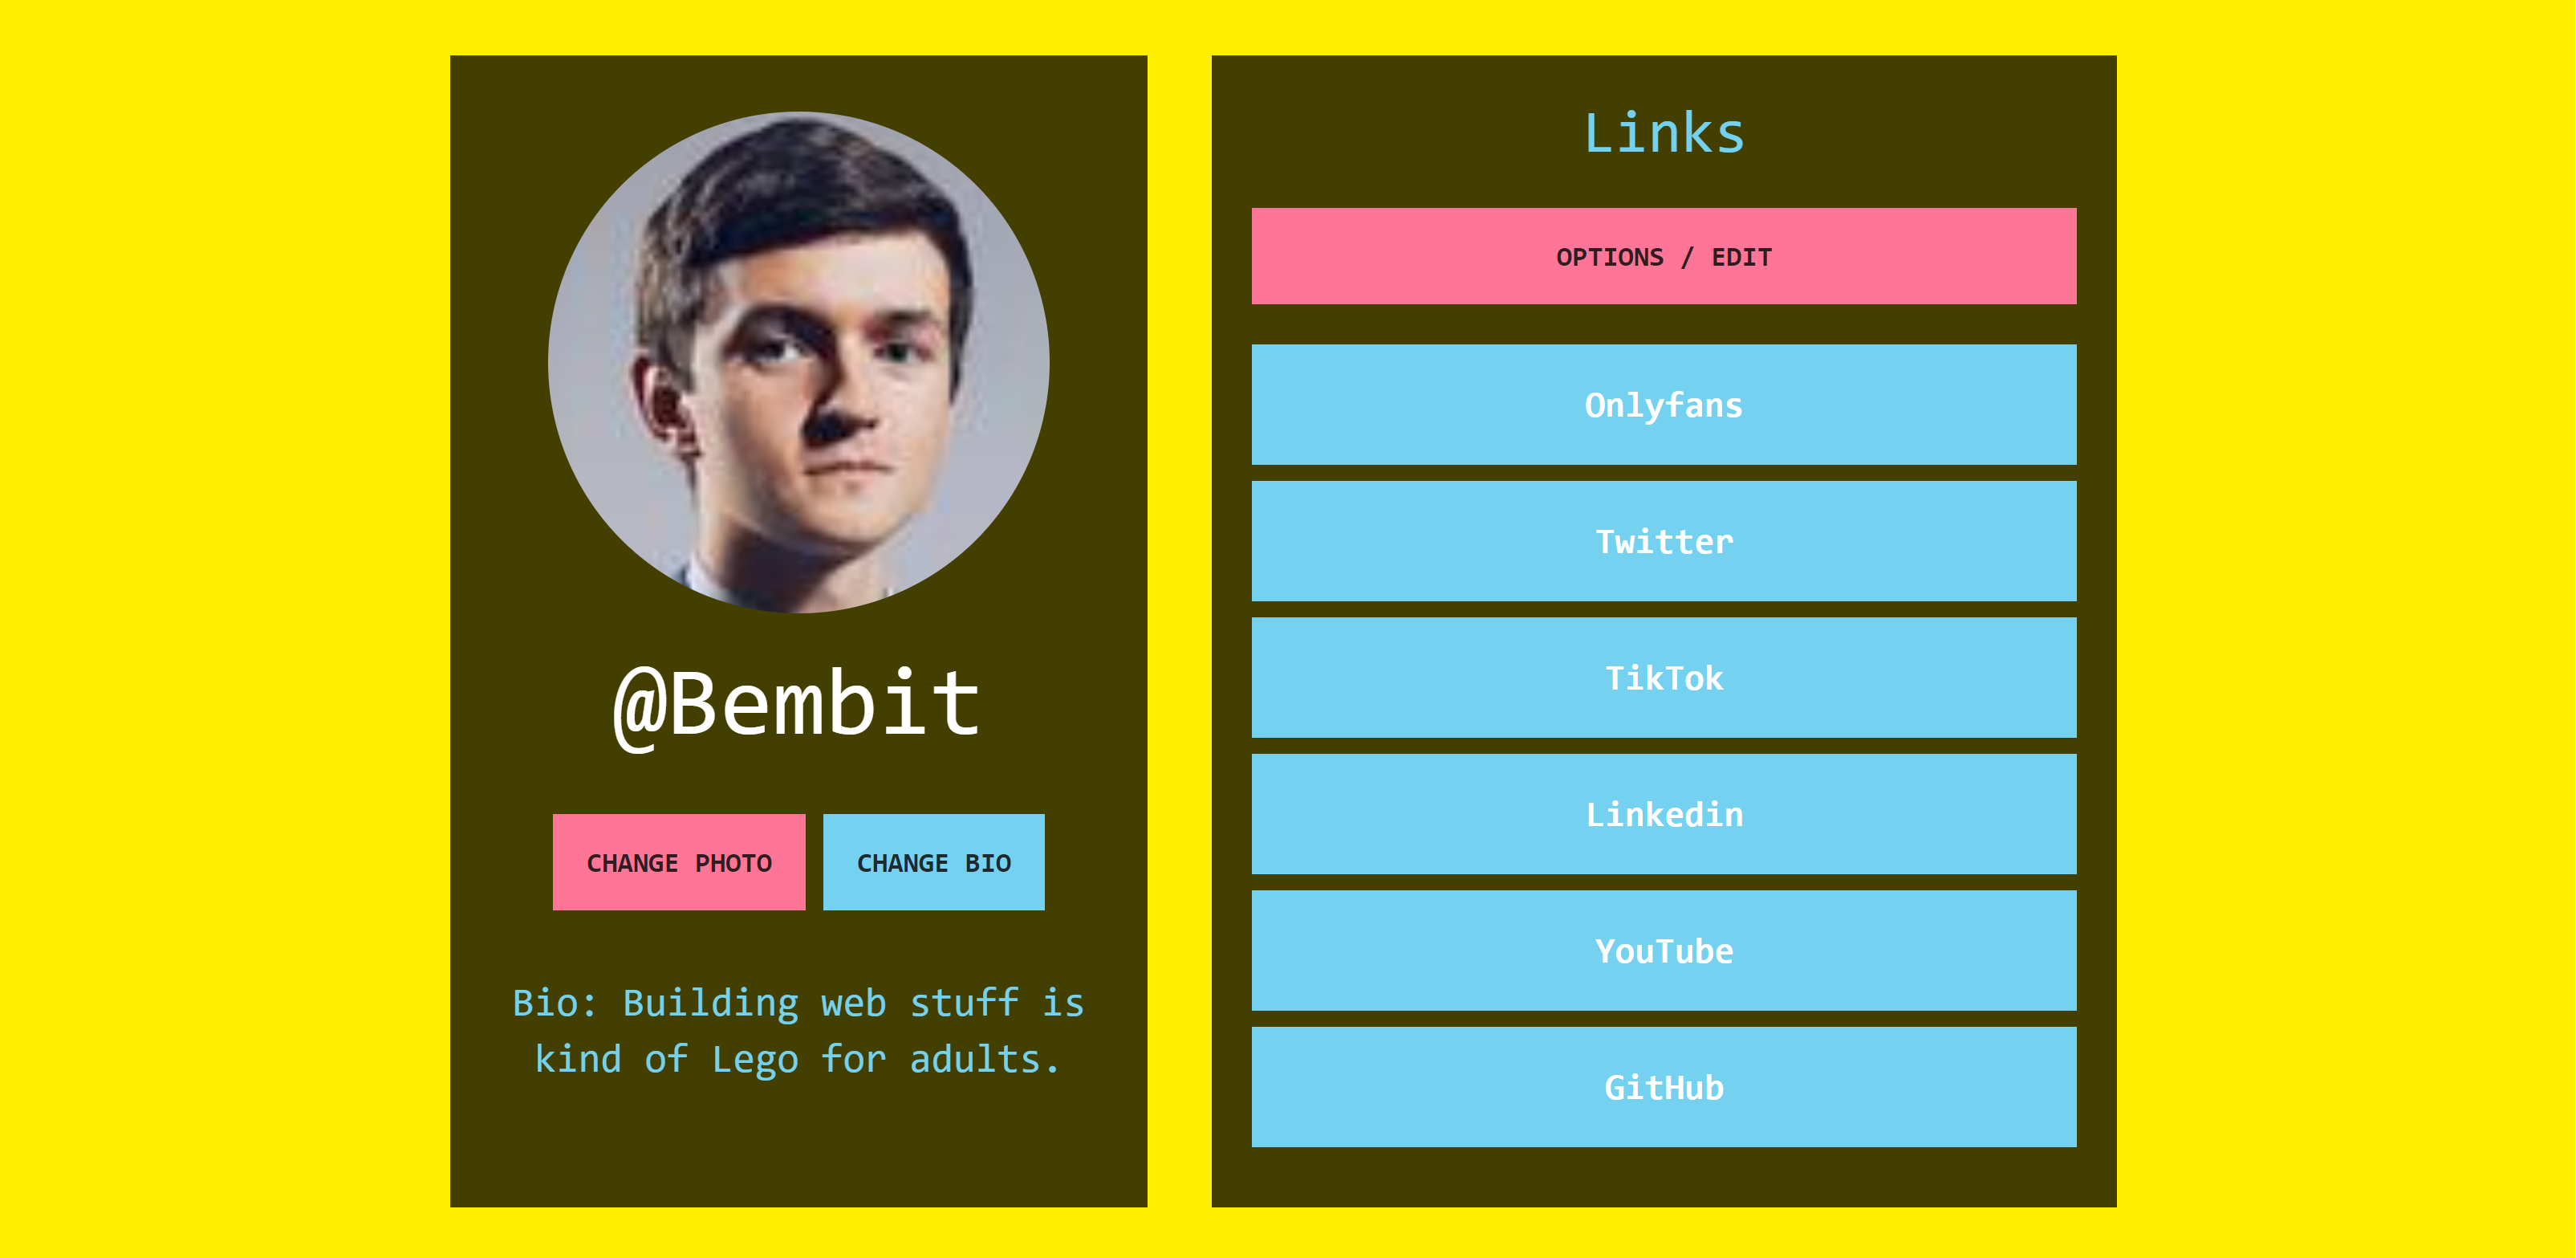 @Bembit
CHANGE PHOTO
CHANGE BIO
Bio: Building web stuff is
kind of Lego for adults.
Links
OPTIONS / EDIT
Onlyfans
Twitter
TikTok
Linkedin
YouTube
GitHub